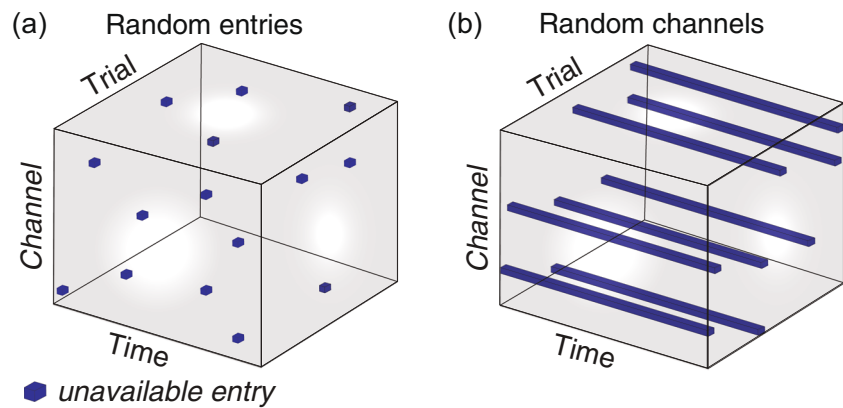 (a) Random entries
Trial
Channel
Time
unavailable entry
(b) Random channels
Trial
Channel
Time